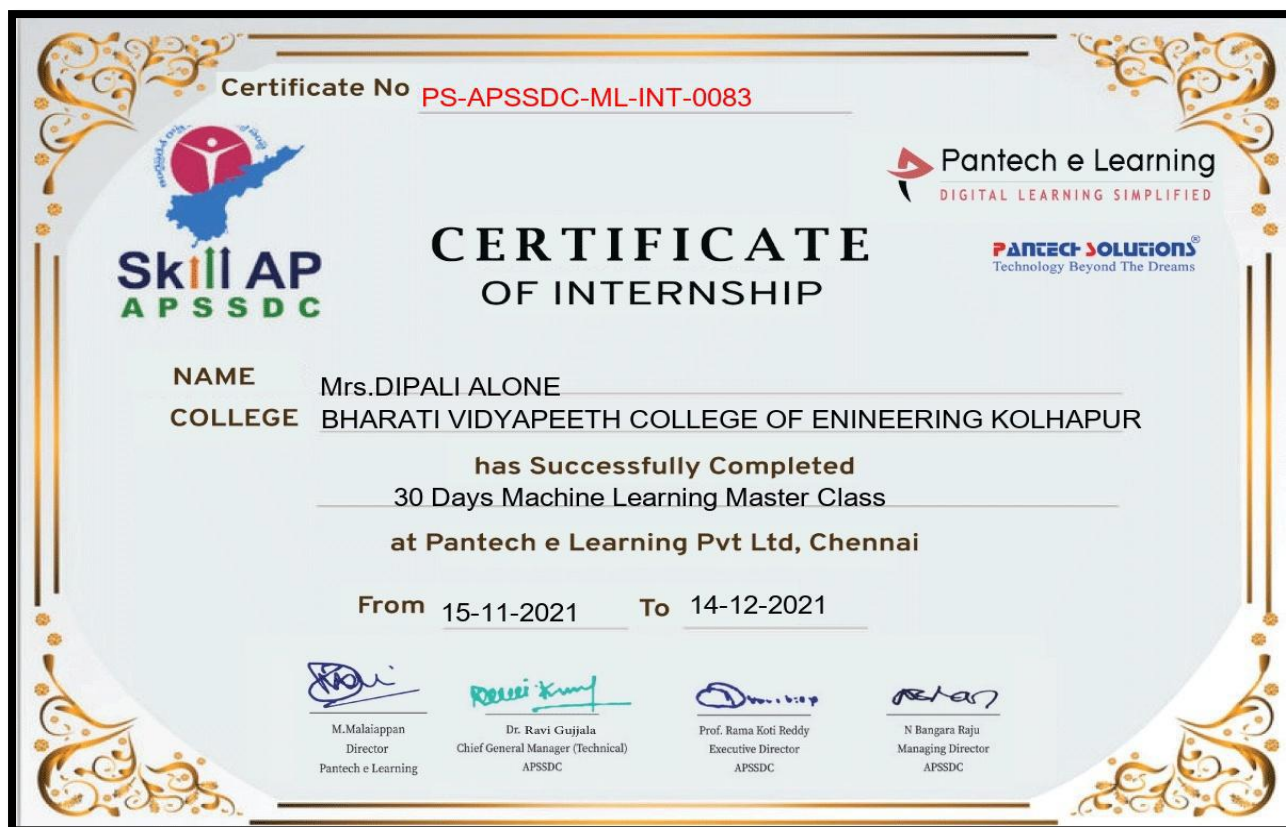 Certificate No PS-APSSDC-ML-INT-0083
Skill AP
APSSDC
Pantech e Learning
DIGITAL LEARNING SIMPLIFIED
PANTECH SOLUTIONS®
Technology Beyond The Dreams
CERTIFICATE
OF INTERNSHIP
NAME Mrs.DIPALI ALONE
COLLEGE BHARATI VIDYAPEETH COLLEGE OF ENINEERING KOLHAPUR
has Successfully Completed
30 Days Machine Learning Master Class
at Pantech e Learning Pvt Ltd, Chennai
From 15-11-2021 To 14-12-2021
M.Malaiappan
Director
Pantech e Learning
Dr. Ravi Gujjala
Chief General Manager (Technical)
APSSDC
Prof. Rama Koti Reddy
Executive Director
APSSDC
N Bangara Raju
Managing Director
APSSDC